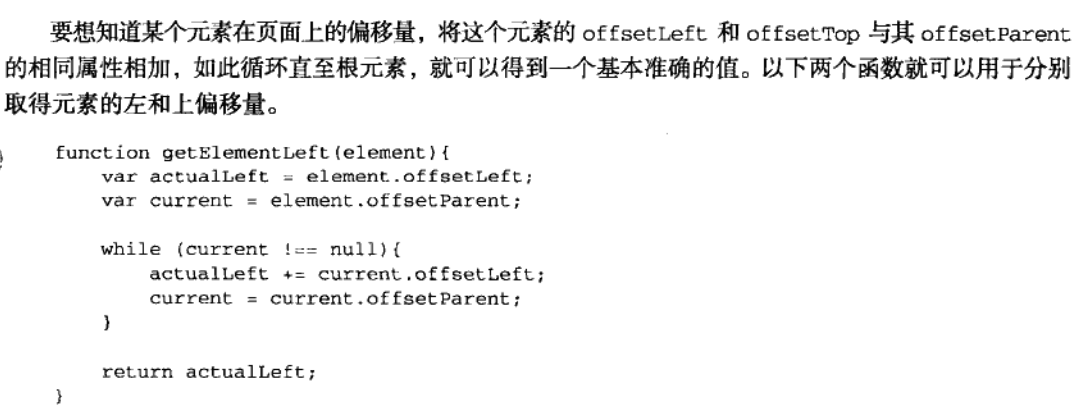 要想知道某个元素在页面上的偏移量，将这个元素的 offsetLeft 和 offsetTop 与其 offsetParent
的相同属性相加，如此循环直至根元素，就可以得到一个基本准确的值。以下两个函数就可以用于分别
取得元素的左和上偏移量。
function getElementLeft(element){
var actualLeft = element.offsetLeft;
var current = element.offsetParent;
while (current !== null){
actualLeft += current.offsetLeft;
current = current.offsetParent;
}
return actualLeft;
}